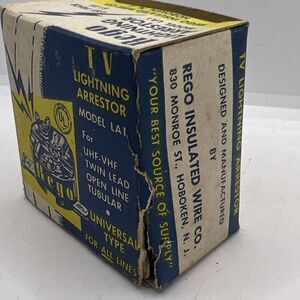 TV
LIGHTNING
ARRESTOR
MODEL LA1
For
UHF-VHF
TWIN LEAD
OPEN LINE
TUBULAR
Rego
UNIVERSAL
TYPE
FOR ALL LINES
"YOUR BEST SOURCE OF SUPPLY"
830 MONROE ST., HOBOKEN, N. J.
REGO INSULATED WIRE CO.,
BY
DESIGNED AND MANUFACTURED
TV LIGHTNING ARRESTOR